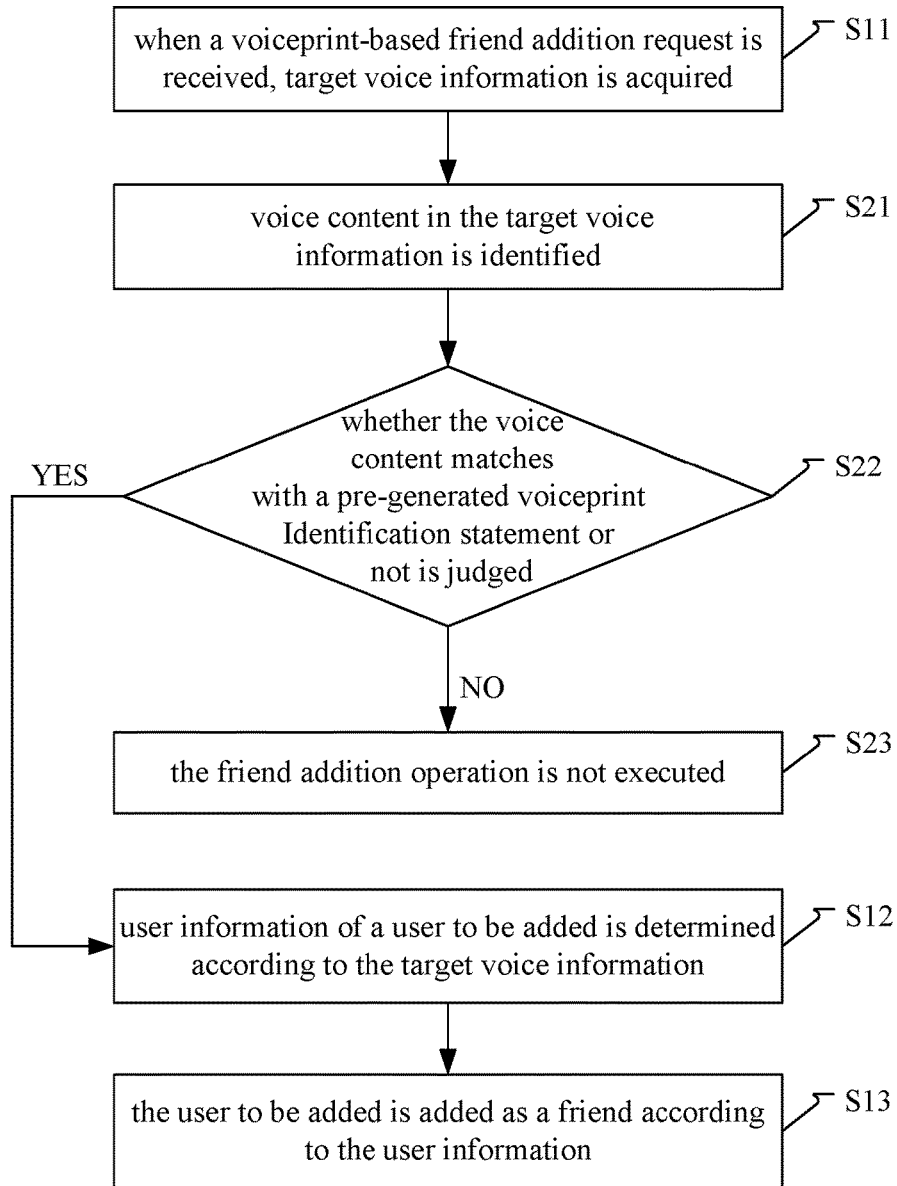 when a voiceprint-based friend addition request is
received, target voice information is acquired
S11
voice content in the target voice
information is identified
S21
whether the voice
content matches
with a pre-generated voiceprint
Identification statement or
not is judged
S22
YES
NO
the friend addition operation is not executed
S23
user information of a user to be added is determined
according to the target voice information
S12
the user to be added is added as a friend according
to the user information
S13